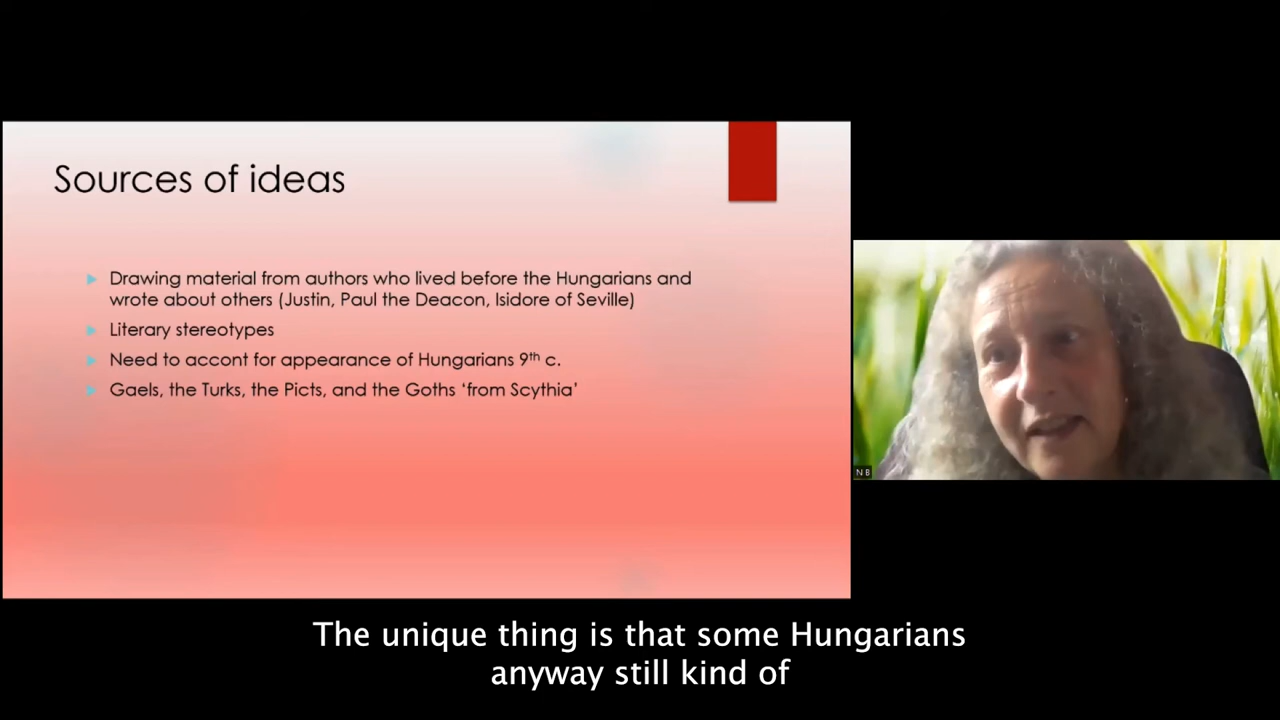 Sources of ideas
Drawing material from authors who lived before the Hungarians and
wrote about others (Justin, Paul the Deacon, Isidore of Seville)
Literary stereotypes
Need to accont for appearance of Hungarians 9th c.
Gaels, the Turks, the Picts, and the Goths ‘from Scythia’
N B
The unique thing is that some Hungarians
anyway still kind of